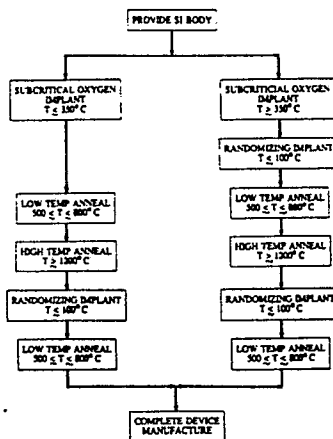 PROVIDE SI BODY
SUBCRITICAL OXYGEN
IMPLANT
T ≤ 350° C
LOW TEMP ANNEAL
500 ≤ T ≤ 800° C
HIGH TEMP ANNEAL
T ≥ 1200° C
RANDOMIZING IMPLANT
T ≤ 100° C
LOW TEMP ANNEAL
500 ≤ T ≤ 800° C
SUBCRITICIAL OXYGEN
IMPLANT
T ≥ 350° C
RANDOMIZING IMPLANT
T ≤ 100° C
LOW TEMP ANNEAL
500 ≤ T ≤ 800° C
HIGH TEMP ANNEAL
T ≥ 1200° C
RANDOMIZING IMPLANT
T ≤ 100° C
LOW TEMP ANNEAL
500 ≤ T ≤ 800° C
COMPLETE DEVICE
MANUFACTURE